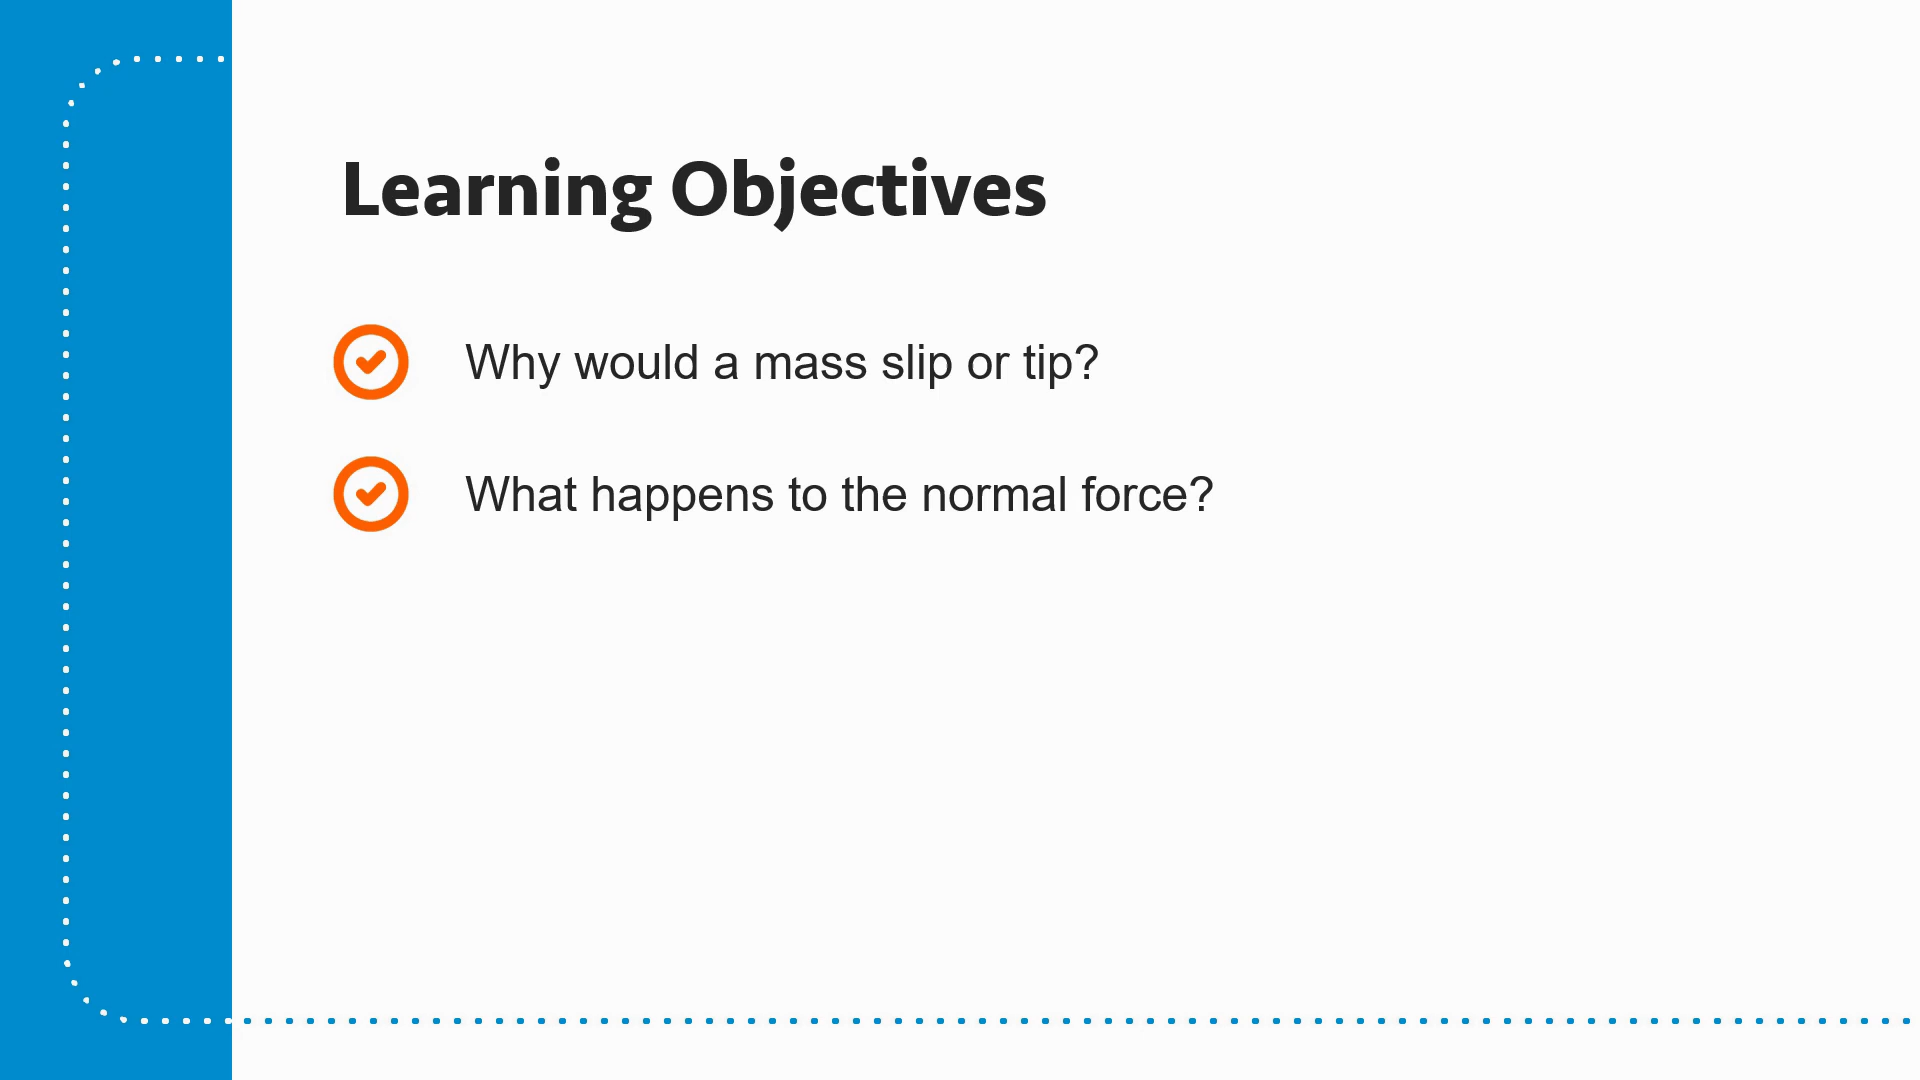 Learning Objectives
Why would a mass slip or tip?
What happens to the normal force?